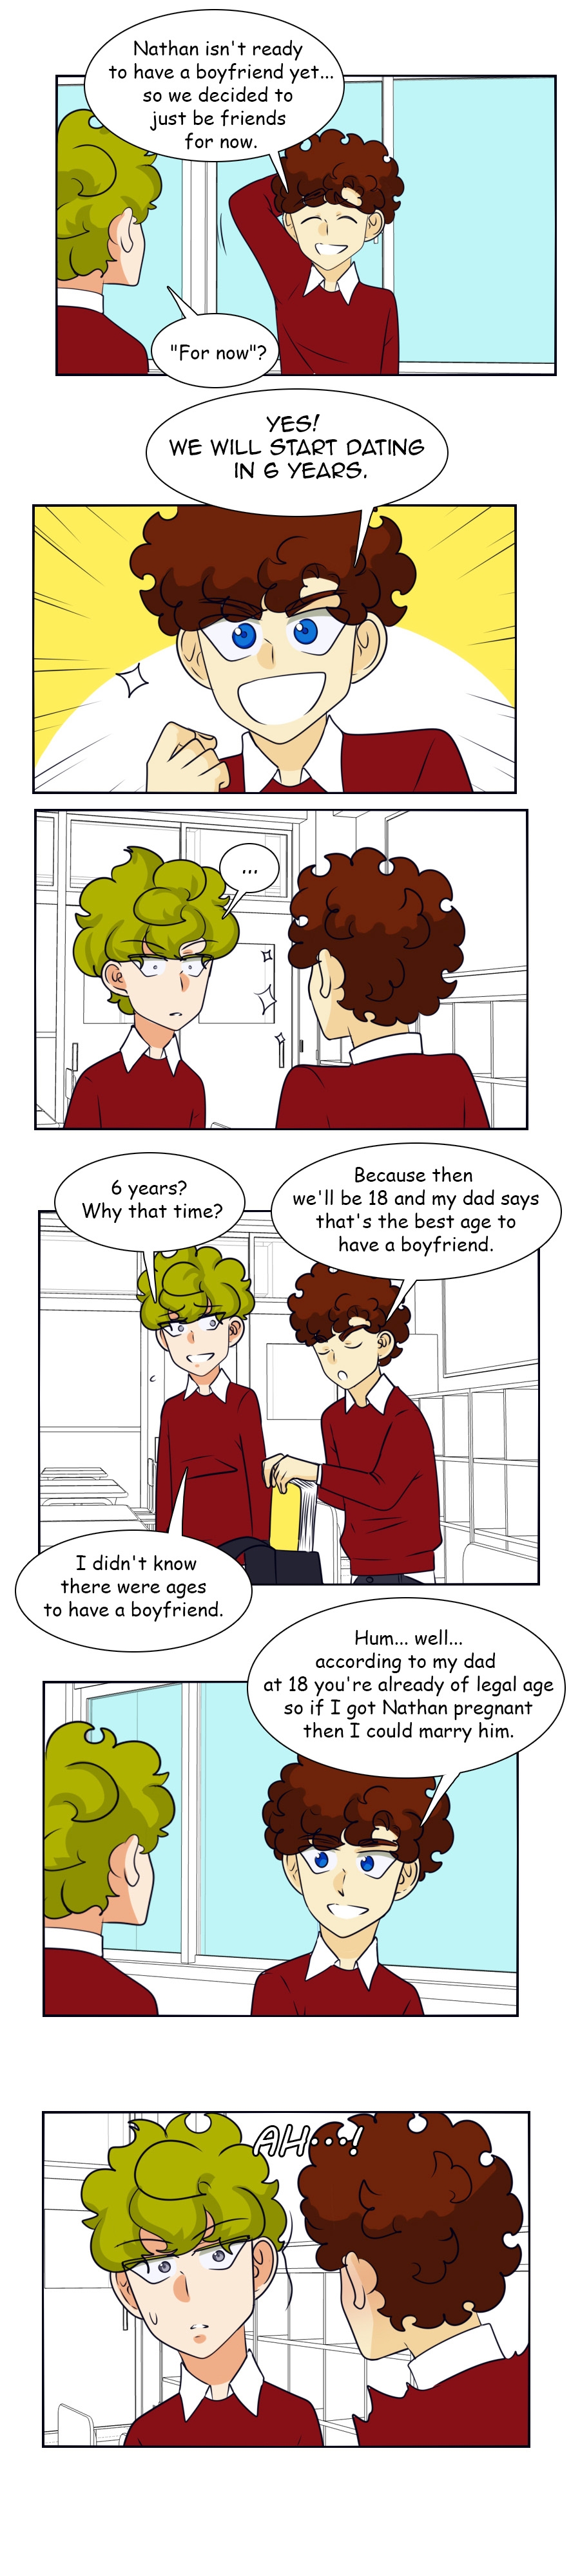 Nathan isn't ready
to have a boyfriend yet...
so we decided to
just be friends
for now.
"For now"?
YES!
WE WILL START DATING
IN 6 YEARS.
...
6 years?
Why that time?
Because then
we'll be 18 and my dad says
that's the best age to
have a boyfriend.
I didn't know
there were ages
to have a boyfriend.
Hum... well...
according to my dad
at 18 you're already of legal age
so if I got Nathan pregnant
then I could marry him.
AH...!